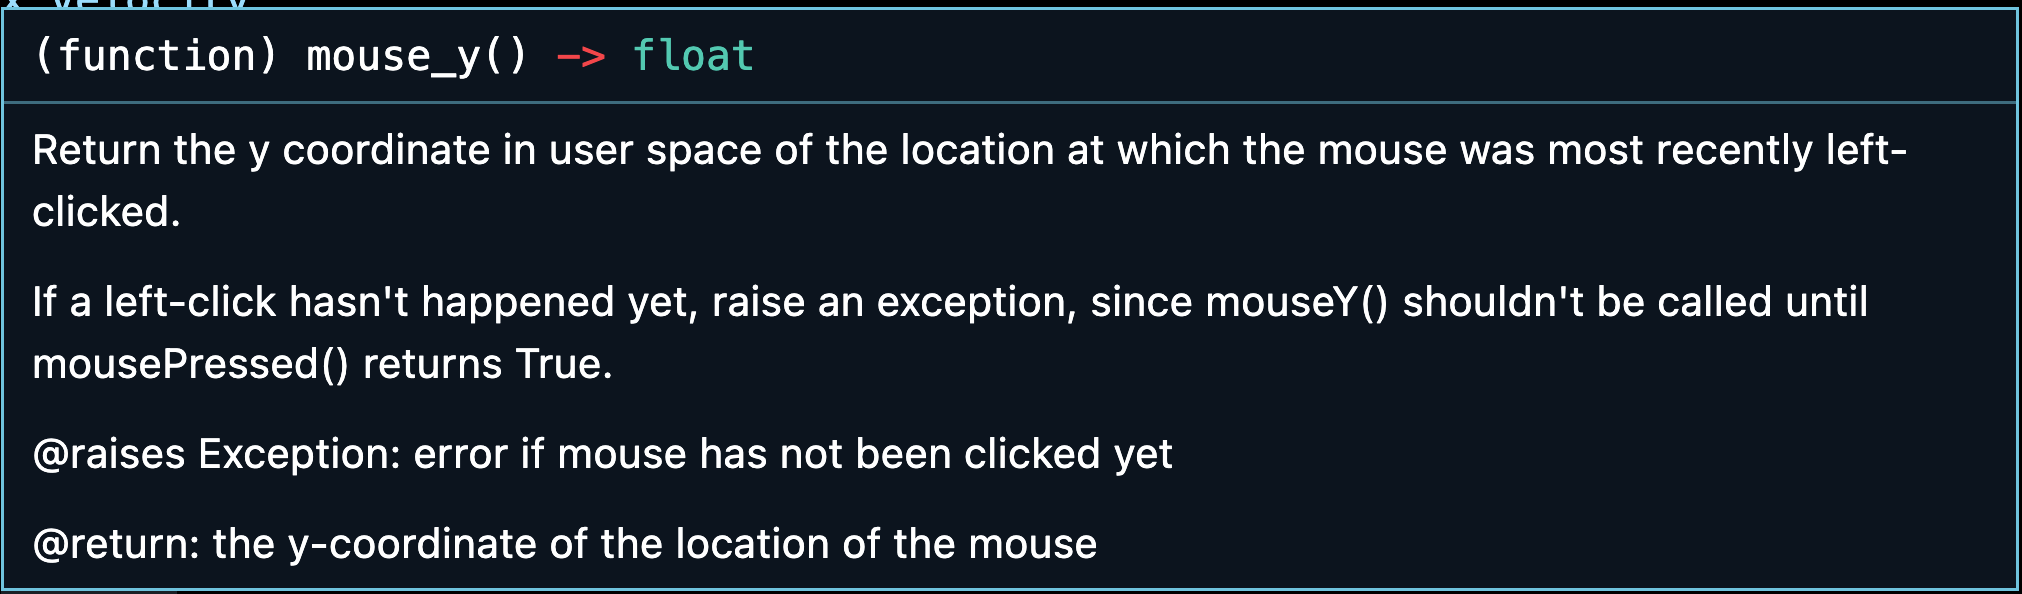 x velocity
(function) mouse_y() -> float
Return the y coordinate in user space of the location at which the mouse was most recently left-
clicked.
If a left-click hasn't happened yet, raise an exception, since mouseY() shouldn't be called until
mousePressed() returns True.
@raises Exception: error if mouse has not been clicked yet
@return: the y-coordinate of the location of the mouse